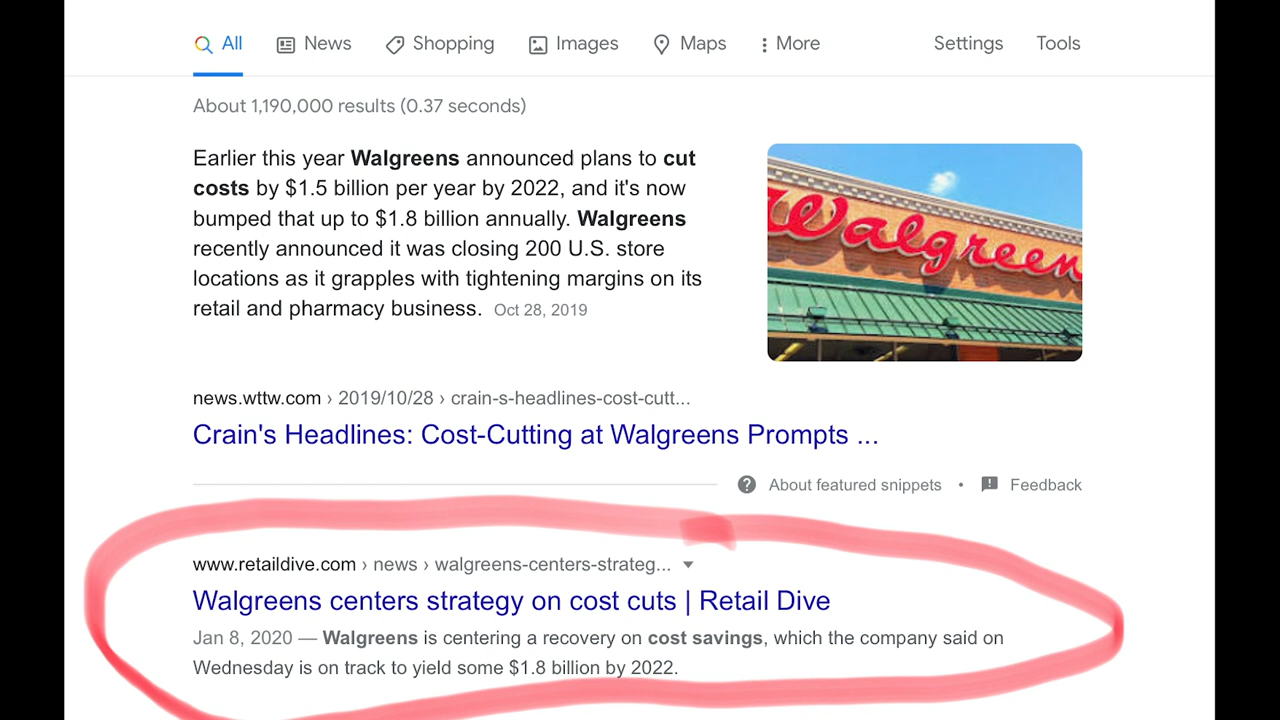 All News Shopping Images Maps More Settings Tools
About 1,190,000 results (0.37 seconds)
Earlier this year Walgreens announced plans to cut
costs by $1.5 billion per year by 2022, and it's now
bumped that up to $1.8 billion annually. Walgreens
recently announced it was closing 200 U.S. store
locations as it grapples with tightening margins on its
retail and pharmacy business. Oct 28, 2019
Walgreen
news.wttw.com › 2019/10/28 › crain-s-headlines-cost-cutt...
Crain's Headlines: Cost-Cutting at Walgreens Prompts ...
About featured snippets • Feedback
www.retaildive.com › news › walgreens-centers-strateg...
Walgreens centers strategy on cost cuts | Retail Dive
Jan 8, 2020 — Walgreens is centering a recovery on cost savings, which the company said on
Wednesday is on track to yield some $1.8 billion by 2022.